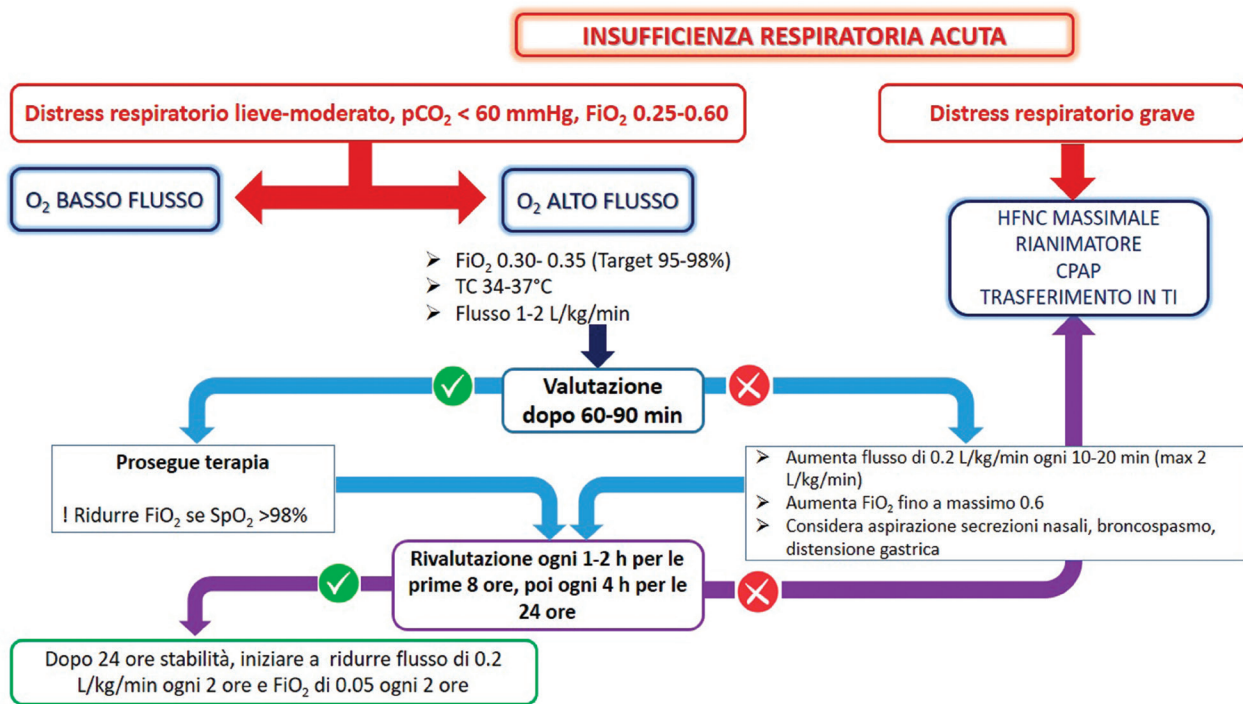 INSUFFICIENZA RESPIRATORIA ACUTA
Distress respiratorio lieve-moderato, pCO₂ < 60 mmHg, FiO₂ 0.25-0.60
Distress respiratorio grave
O₂ BASSO FLUSSO
O₂ ALTO FLUSSO
HFNC MASSIMALE
RIANIMATORE
CPAP
TRASFERIMENTO IN TI
➤ FiO₂ 0.30- 0.35 (Target 95-98%)
➤ TC 34-37°C
➤ Flusso 1-2 L/kg/min
Valutazione
dopo 60-90 min
Prosegue terapia
! Ridurre FiO₂ se SpO₂ >98%
➤ Aumenta flusso di 0.2 L/kg/min ogni 10-20 min (max 2
L/kg/min)
➤ Aumenta FiO₂ fino a massimo 0.6
➤ Considera aspirazione secrezioni nasali, broncospasmo,
distensione gastrica
Rivalutazione ogni 1-2 h per le
prime 8 ore, poi ogni 4 h per le
24 ore
Dopo 24 ore stabilità, iniziare a ridurre flusso di 0.2
L/kg/min ogni 2 ore e FiO₂ di 0.05 ogni 2 ore